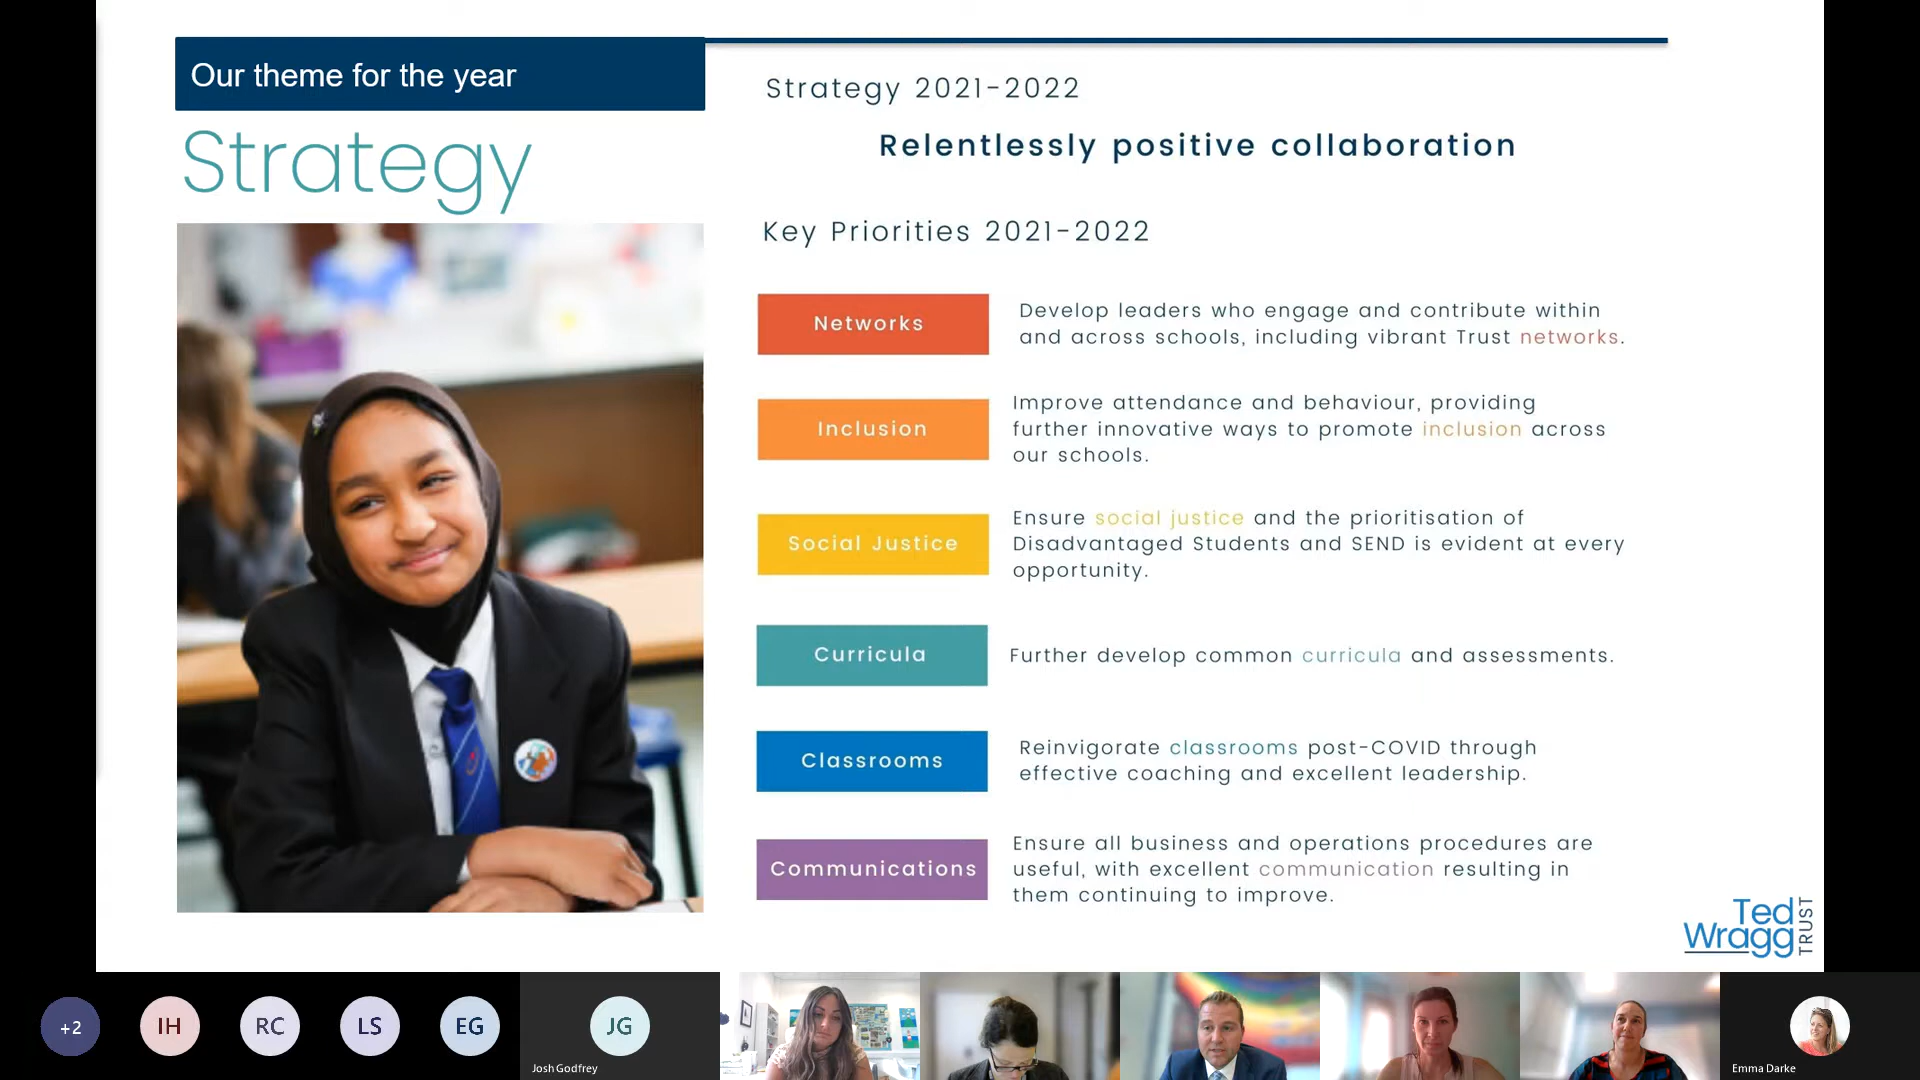 Our theme for the year
Strategy
Strategy 2021-2022
Relentlessly positive collaboration
Key Priorities 2021-2022
Networks
Develop leaders who engage and contribute within
and across schools, including vibrant Trust networks.
Inclusion
Improve attendance and behaviour, providing
further innovative ways to promote inclusion across
our schools.
Social Justice
Ensure social justice and the prioritisation of
Disadvantaged Students and SEND is evident at every
opportunity.
Curricula
Further develop common curricula and assessments.
Classrooms
Reinvigorate classrooms post-COVID through
effective coaching and excellent leadership.
Communications
Ensure all business and operations procedures are
useful, with excellent communication resulting in
them continuing to improve.
Ted
Wragg
TRUST
+2
IH
RC
LS
EG
JG
Josh Godfrey
Emma Darke